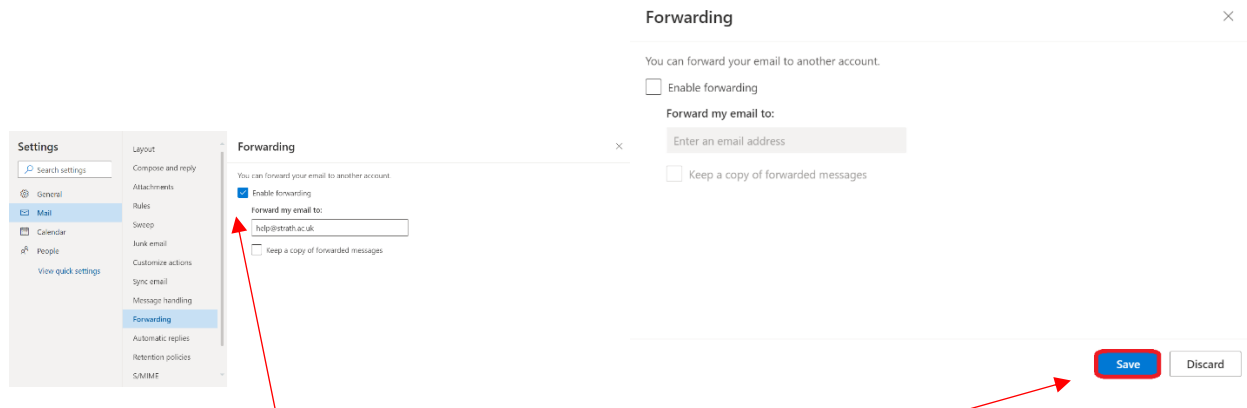 Settings
Search settings
General
Mail
Calendar
People
View quick settings
Layout
Compose and reply
Attachments
Rules
Sweep
Junk email
Customize actions
Sync email
Message handling
Forwarding
Automatic replies
Retention policies
S/MIME
Forwarding
You can forward your email to another account.
Enable forwarding
Forward my email to:
help@strath.ac.uk
Keep a copy of forwarded messages
Forwarding
You can forward your email to another account.
Enable forwarding
Forward my email to:
Enter an email address
Keep a copy of forwarded messages
Save
Discard